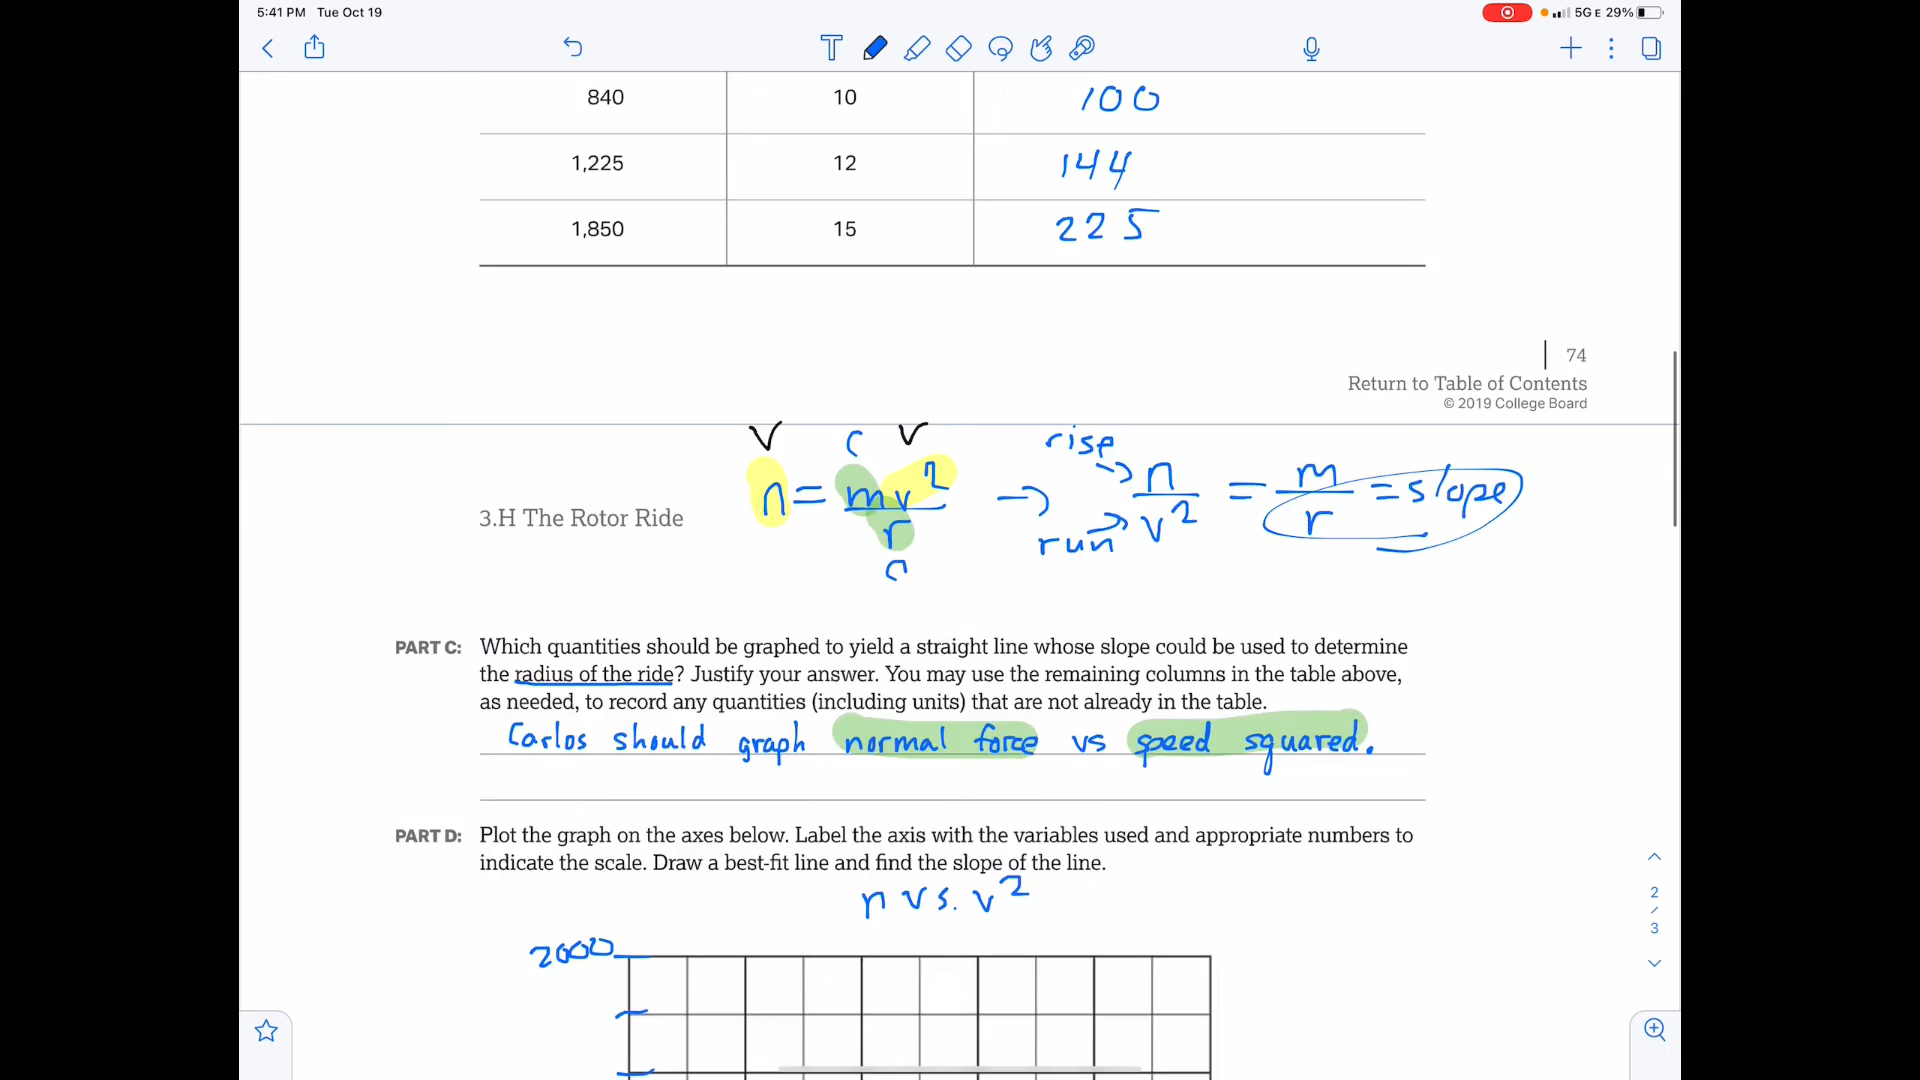 5:41 PM Tue Oct 19 5G E 29%
T
840 10 100
1,225 12 144
1,850 15 225
74
Return to Table of Contents
© 2019 College Board
v c v rise
n = mv² / r → n / v² = m / r = slope
3.H The Rotor Ride
run
c
PART C: Which quantities should be graphed to yield a straight line whose slope could be used to determine
the radius of the ride? Justify your answer. You may use the remaining columns in the table above,
as needed, to record any quantities (including units) that are not already in the table.
Carlos should graph normal force vs speed squared.
PART D: Plot the graph on the axes below. Label the axis with the variables used and appropriate numbers to
indicate the scale. Draw a best-fit line and find the slope of the line.
n vs. v²
2000
2
/
3